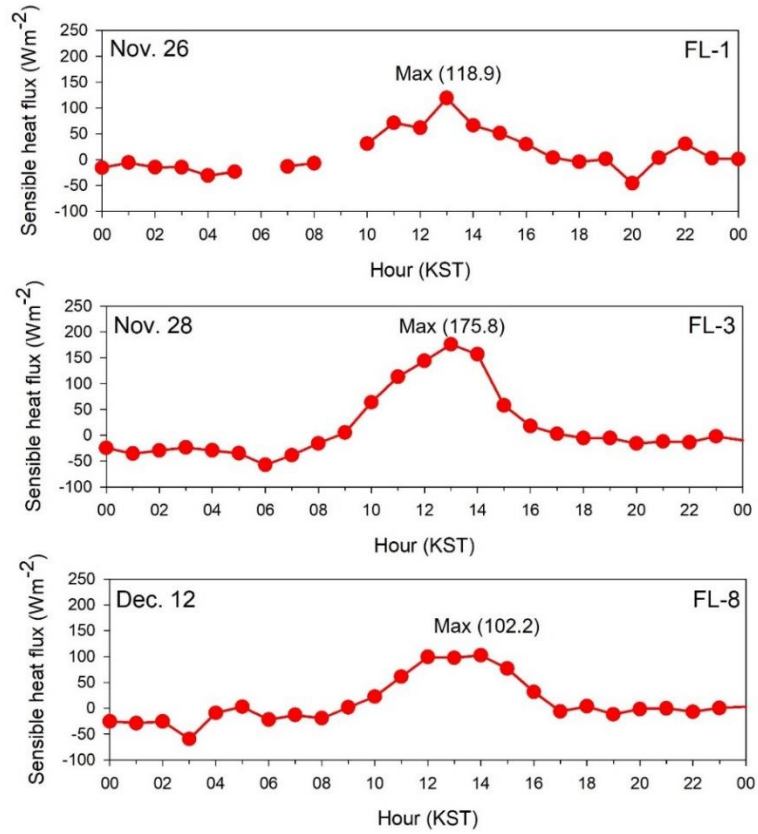 Sensible heat flux (Wm-2)
250
200
150
100
50
0
-50
-100
Nov. 26
FL-1
Max (118.9)
00 02 04 06 08 10 12 14 16 18 20 22 00
Hour (KST)
Sensible heat flux (Wm-2)
250
200
150
100
50
0
-50
-100
Nov. 28
FL-3
Max (175.8)
00 02 04 06 08 10 12 14 16 18 20 22 00
Hour (KST)
Sensible heat flux (Wm-2)
250
200
150
100
50
0
-50
-100
Dec. 12
FL-8
Max (102.2)
00 02 04 06 08 10 12 14 16 18 20 22 00
Hour (KST)